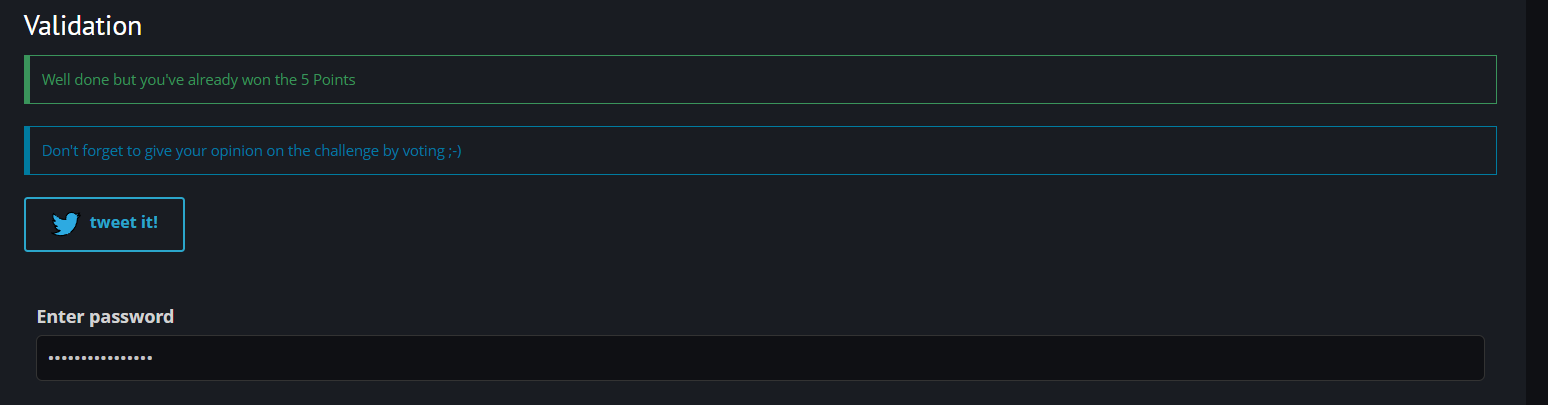 Validation
Well done but you've already won the 5 Points
Don't forget to give your opinion on the challenge by voting ;-)
tweet it!
Enter password
••••••••••••••••